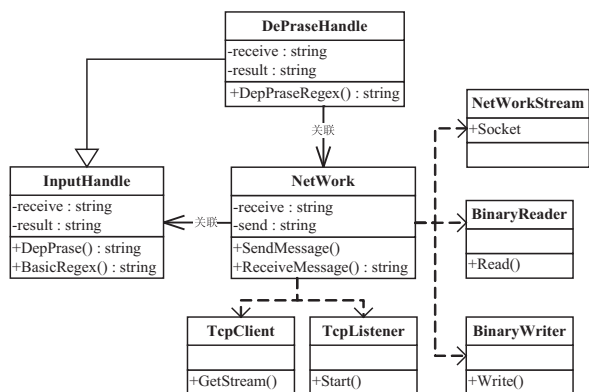 DePraseHandle
-receive : string
-result : string
+DepPraseRegex() : string
关联
NetWorkStream
+Socket
InputHandle
-receive : string
-result : string
+DepPrase() : string
+BasicRegex() : string
关联
NetWork
-receive : string
-send : string
+SendMessage()
+ReceiveMessage() : string
BinaryReader
+Read()
TcpClient
+GetStream()
TcpListener
+Start()
BinaryWriter
+Write()